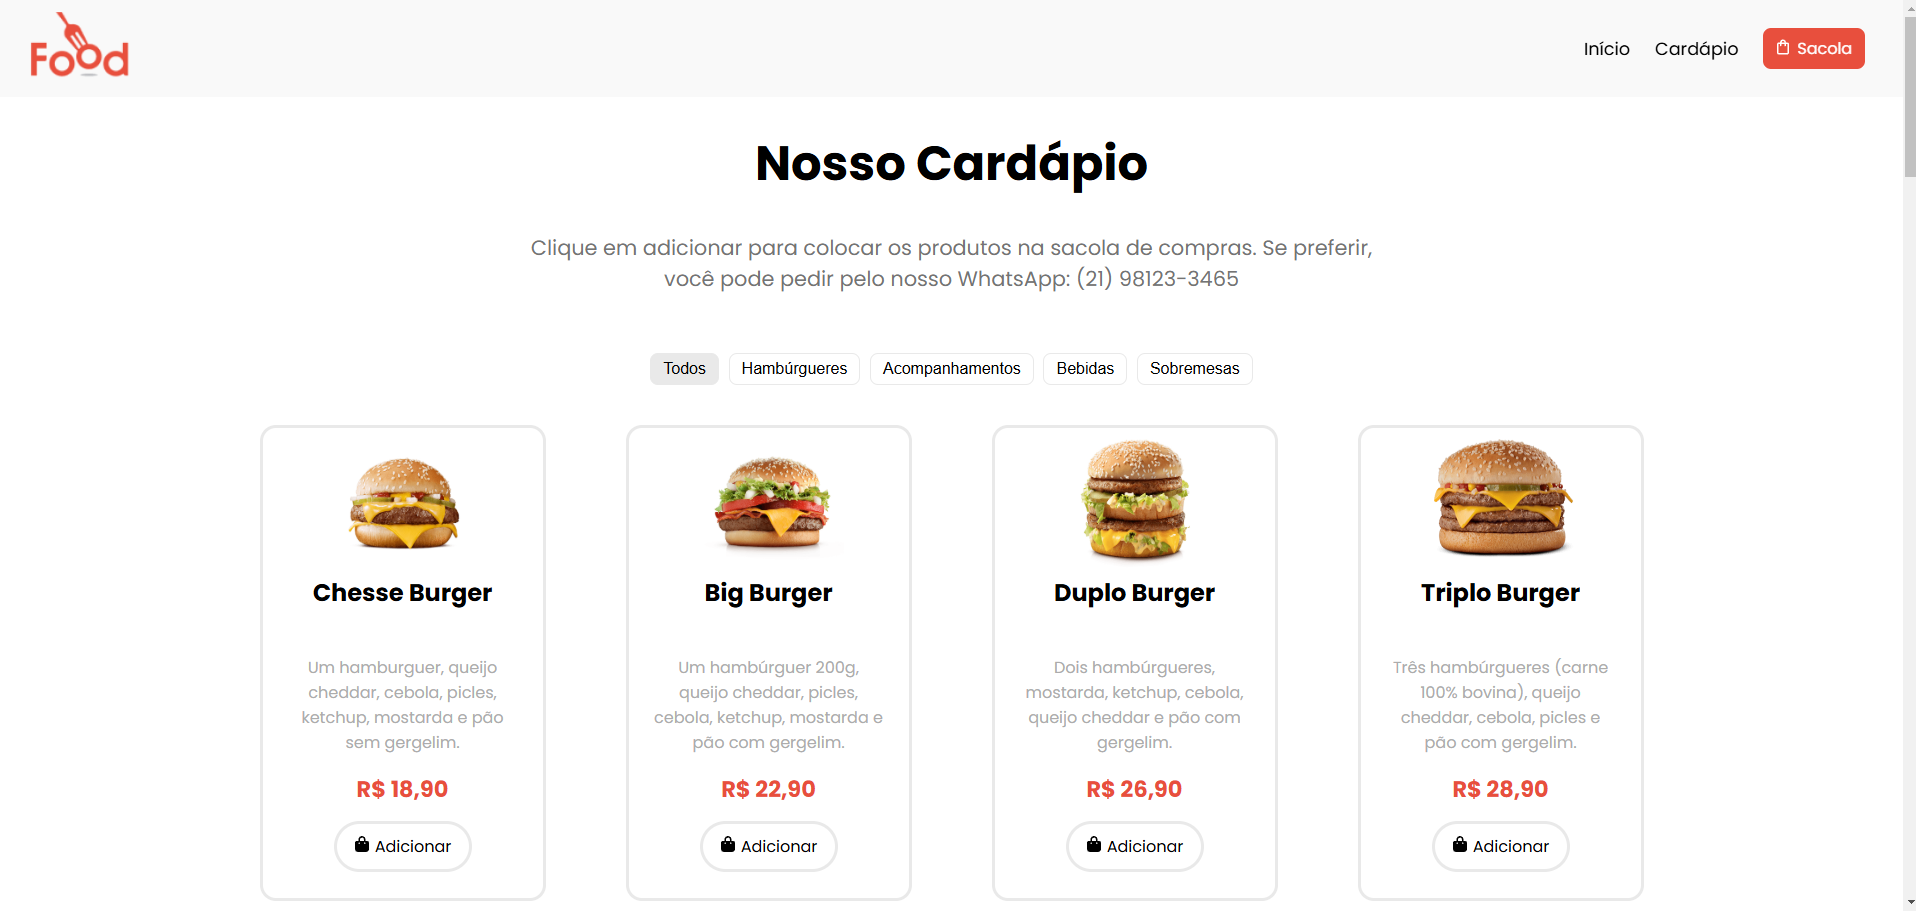 Food
Início
Cardápio
Sacola
Nosso Cardápio
Clique em adicionar para colocar os produtos na sacola de compras. Se preferir,
você pode pedir pelo nosso WhatsApp: (21) 98123-3465
Todos
Hambúrgueres
Acompanhamentos
Bebidas
Sobremesas
Chesse Burger
Um hamburguer, queijo
cheddar, cebola, picles,
ketchup, mostarda e pão
sem gergelim.
R$ 18,90
Adicionar
Big Burger
Um hambúrguer 200g,
queijo cheddar, picles,
cebola, ketchup, mostarda e
pão com gergelim.
R$ 22,90
Adicionar
Duplo Burger
Dois hambúrgueres,
mostarda, ketchup, cebola,
queijo cheddar e pão com
gergelim.
R$ 26,90
Adicionar
Triplo Burger
Três hambúrgueres (carne
100% bovina), queijo
cheddar, cebola, picles e
pão com gergelim.
R$ 28,90
Adicionar